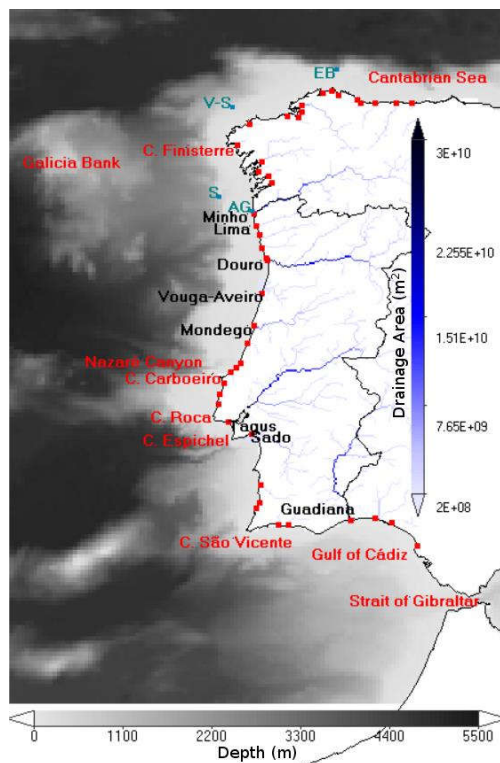 EB
Cantabrian Sea
V-S
C. Finisterre
Galicia Bank
S
AG
Minho
Lima
Douro
Vouga-Aveiro
Mondego
Nazaré Canyon
C. Carboeiro
C. Roca
Tagus
C. Espichel
Sado
Guadiana
C. São Vicente
Gulf of Cádiz
Strait of Gibraltar
3E+10
2.255E+10
1.51E+10
7.65E+09
2E+08
Drainage Area (m²)
0 1100 2200 3300 4400 5500
Depth (m)